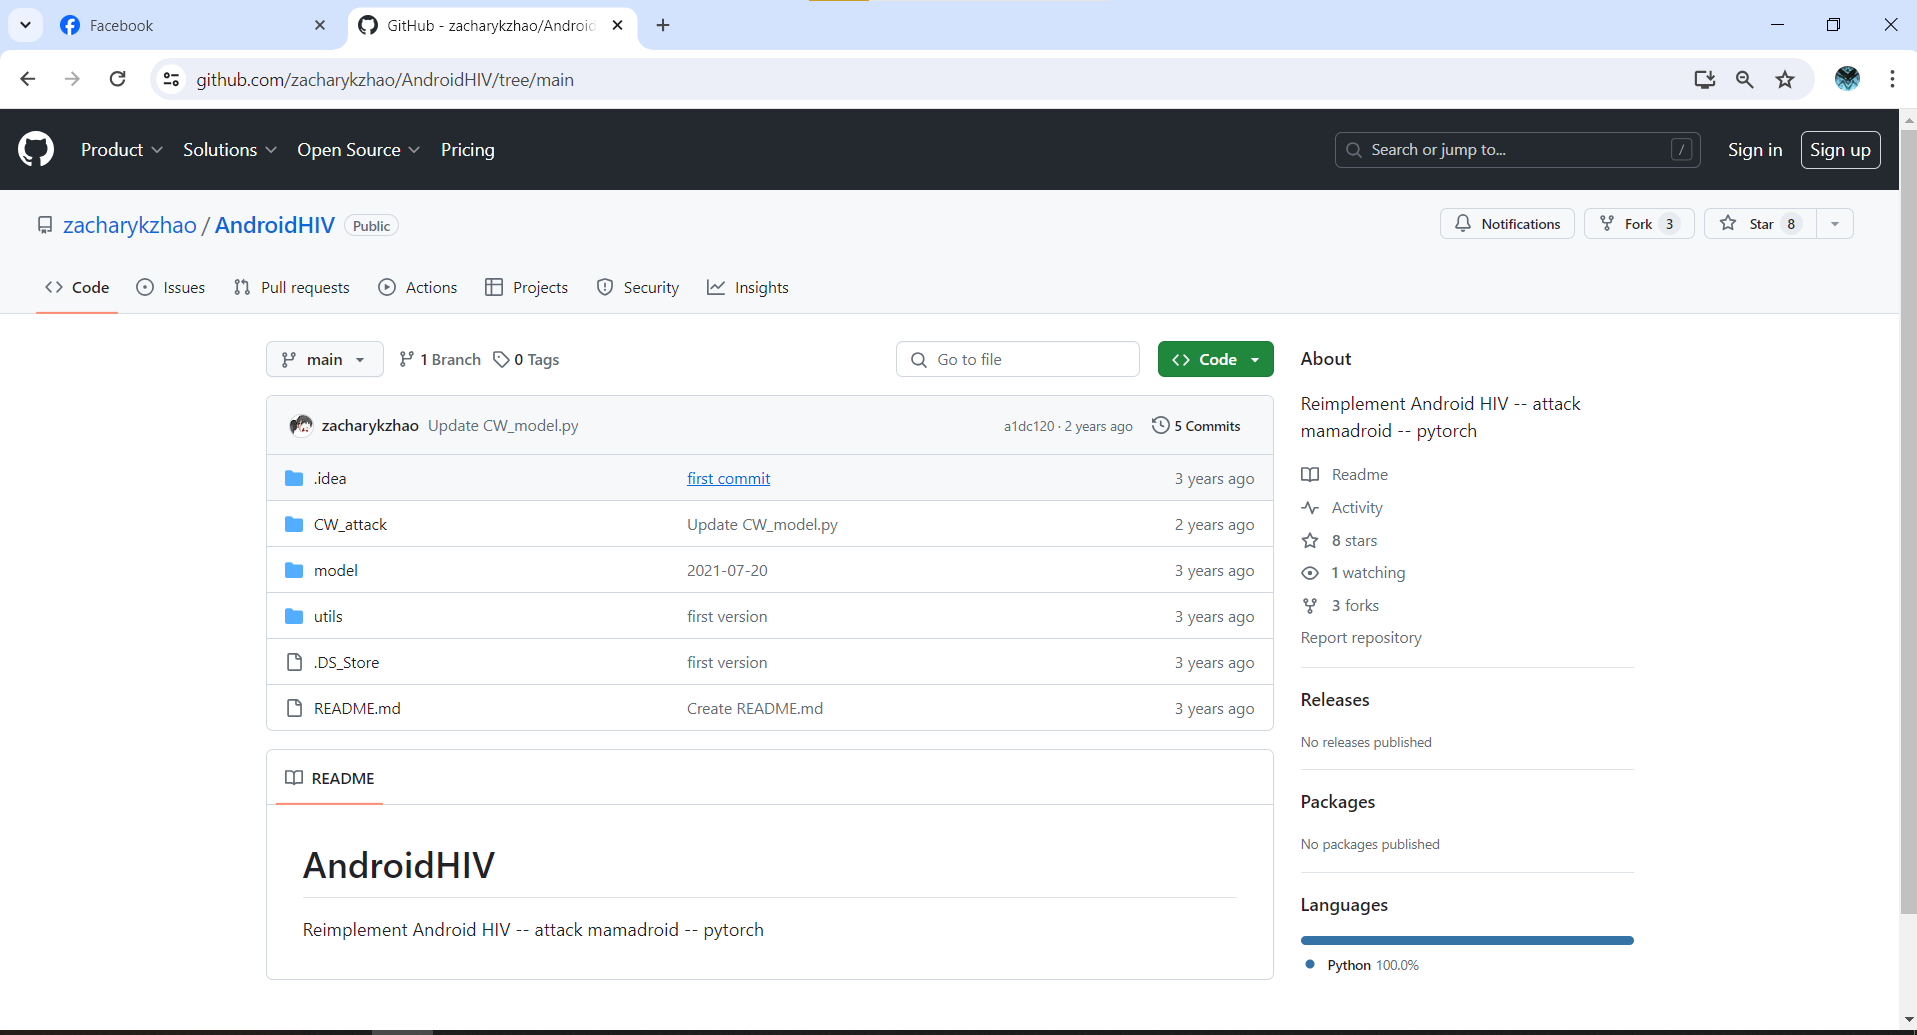 Facebook
GitHub - zacharykzhao/Android
github.com/zacharykzhao/AndroidHIV/tree/main
Product Solutions Open Source Pricing
Search or jump to... /
Sign in Sign up
zacharykzhao / AndroidHIV Public
Notifications Fork 3 Star 8
Code Issues Pull requests Actions Projects Security Insights
main 1 Branch 0 Tags Go to file Code
zacharykzhao Update CW_model.py a1dc120 · 2 years ago 5 Commits
.idea first commit 3 years ago
CW_attack Update CW_model.py 2 years ago
model 2021-07-20 3 years ago
utils first version 3 years ago
.DS_Store first version 3 years ago
README.md Create README.md 3 years ago
README
AndroidHIV
Reimplement Android HIV -- attack mamadroid -- pytorch
About
Reimplement Android HIV -- attack
mamadroid -- pytorch
Readme
Activity
8 stars
1 watching
3 forks
Report repository
Releases
No releases published
Packages
No packages published
Languages
Python 100.0%